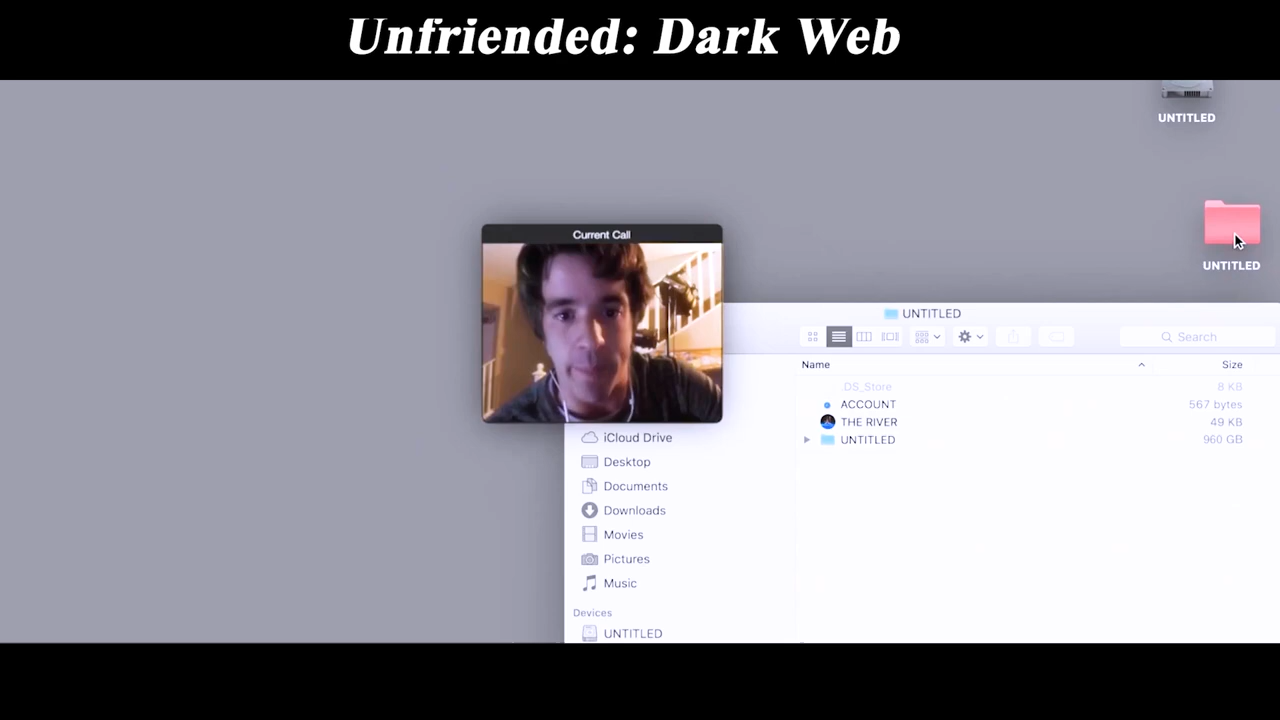 Unfriended: Dark Web
UNTITLED
UNTITLED
Current Call
UNTITLED
Search
Name Size
.DS_Store 8 KB
ACCOUNT 567 bytes
THE RIVER 49 KB
UNTITLED 960 GB
iCloud Drive
Desktop
Documents
Downloads
Movies
Pictures
Music
Devices
UNTITLED